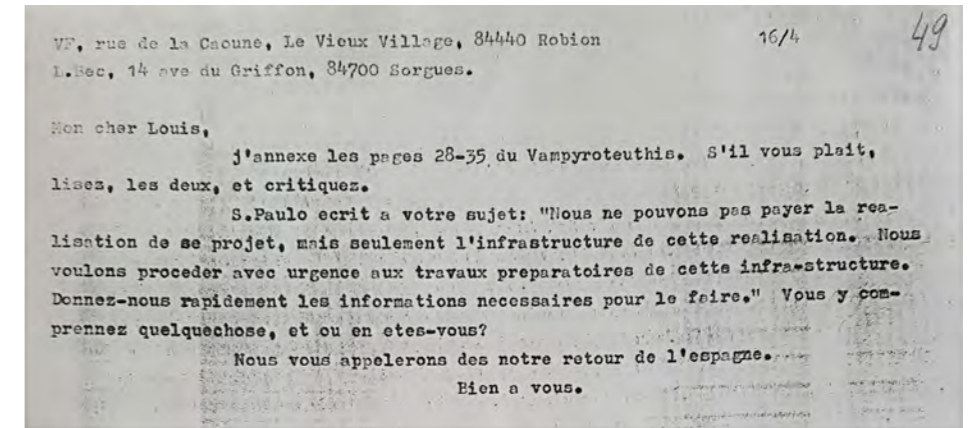 VF, rue de la Caoune, Le Vieux Village, 84440 Robion 16/4 49
L.Bec, 14 ave du Griffon, 84700 Sorgues.
Mon cher Louis,
j'annexe les pages 28-35 du Vampyroteuthis. S'il vous plait,
lisez, les deux, et critiquez.
S.Paulo ecrit a votre sujet: "Nous ne pouvons pas payer la rea-
lisation de se projet, mais seulement l'infrastructure de cette realisation. Nous
voulons proceder avec urgence aux travaux preparatoires de cette infra-structure.
Donnez-nous rapidement les informations necessaires pour le faire." Vous y com-
prennez quelquechose, et ou en etes-vous?
Nous vous appelerons des notre retour de l'espagne.
Bien a vous.